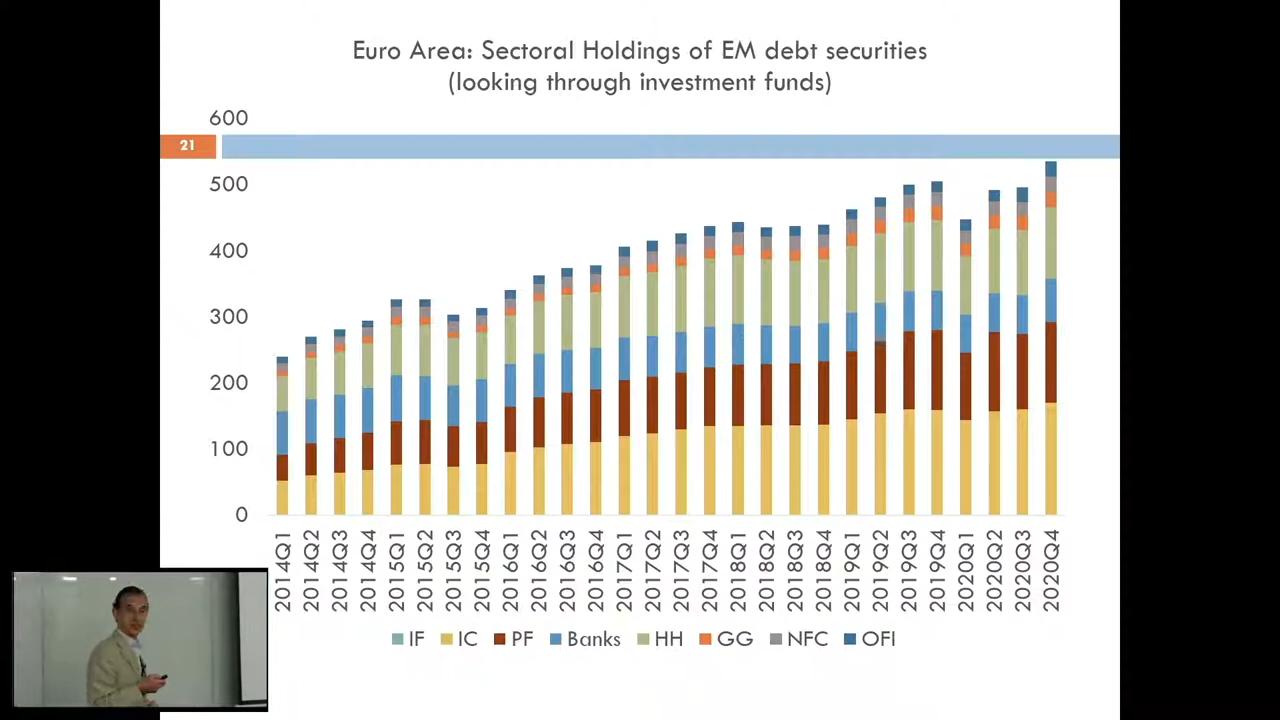 Euro Area: Sectoral Holdings of EM debt securities
(looking through investment funds)
600
21
500
400
300
200
100
0
2014Q1
2014Q2
2014Q3
2014Q4
2015Q1
2015Q2
2015Q3
2015Q4
2016Q1
2016Q2
2016Q3
2016Q4
2017Q1
2017Q2
2017Q3
2017Q4
2018Q1
2018Q2
2018Q3
2018Q4
2019Q1
2019Q2
2019Q3
2019Q4
2020Q1
2020Q2
2020Q3
2020Q4
IF IC PF Banks HH GG NFC OFI